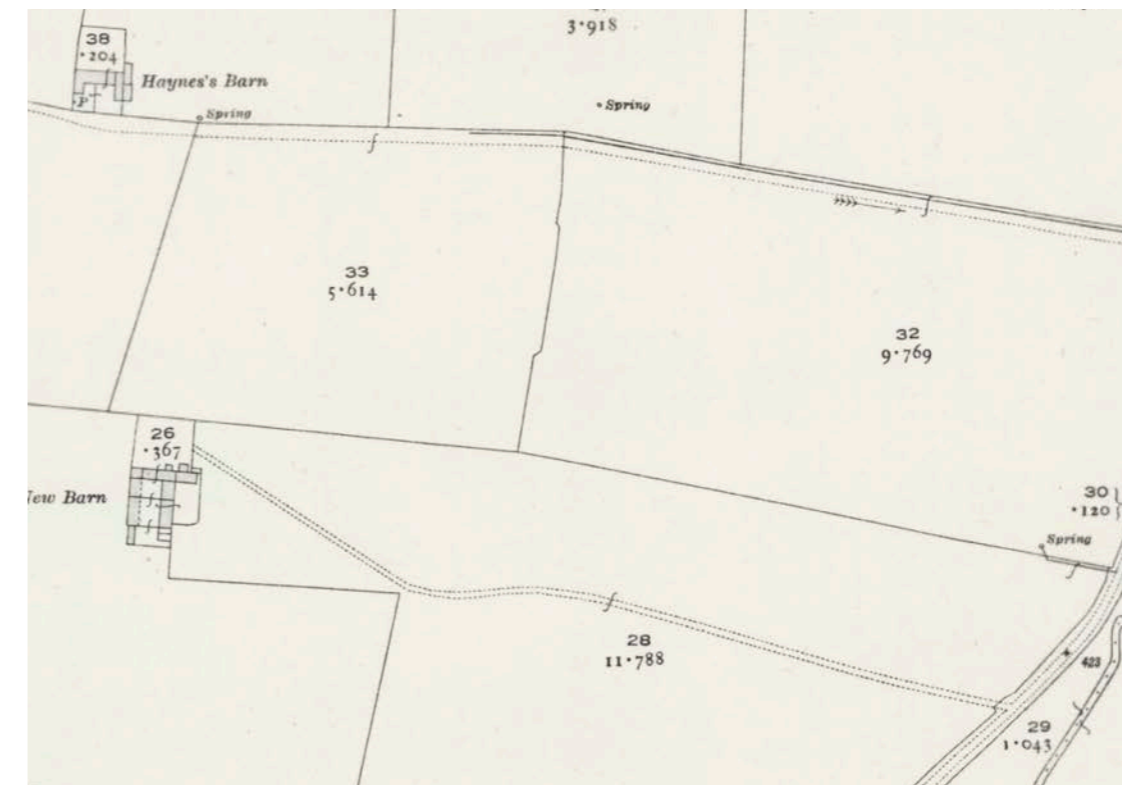 3·918
38
·204
Haynes's Barn
P
Spring
Spring
33
5·614
32
9·769
26
·367
New Barn
30
·120
Spring
28
11·788
423
29
1·043